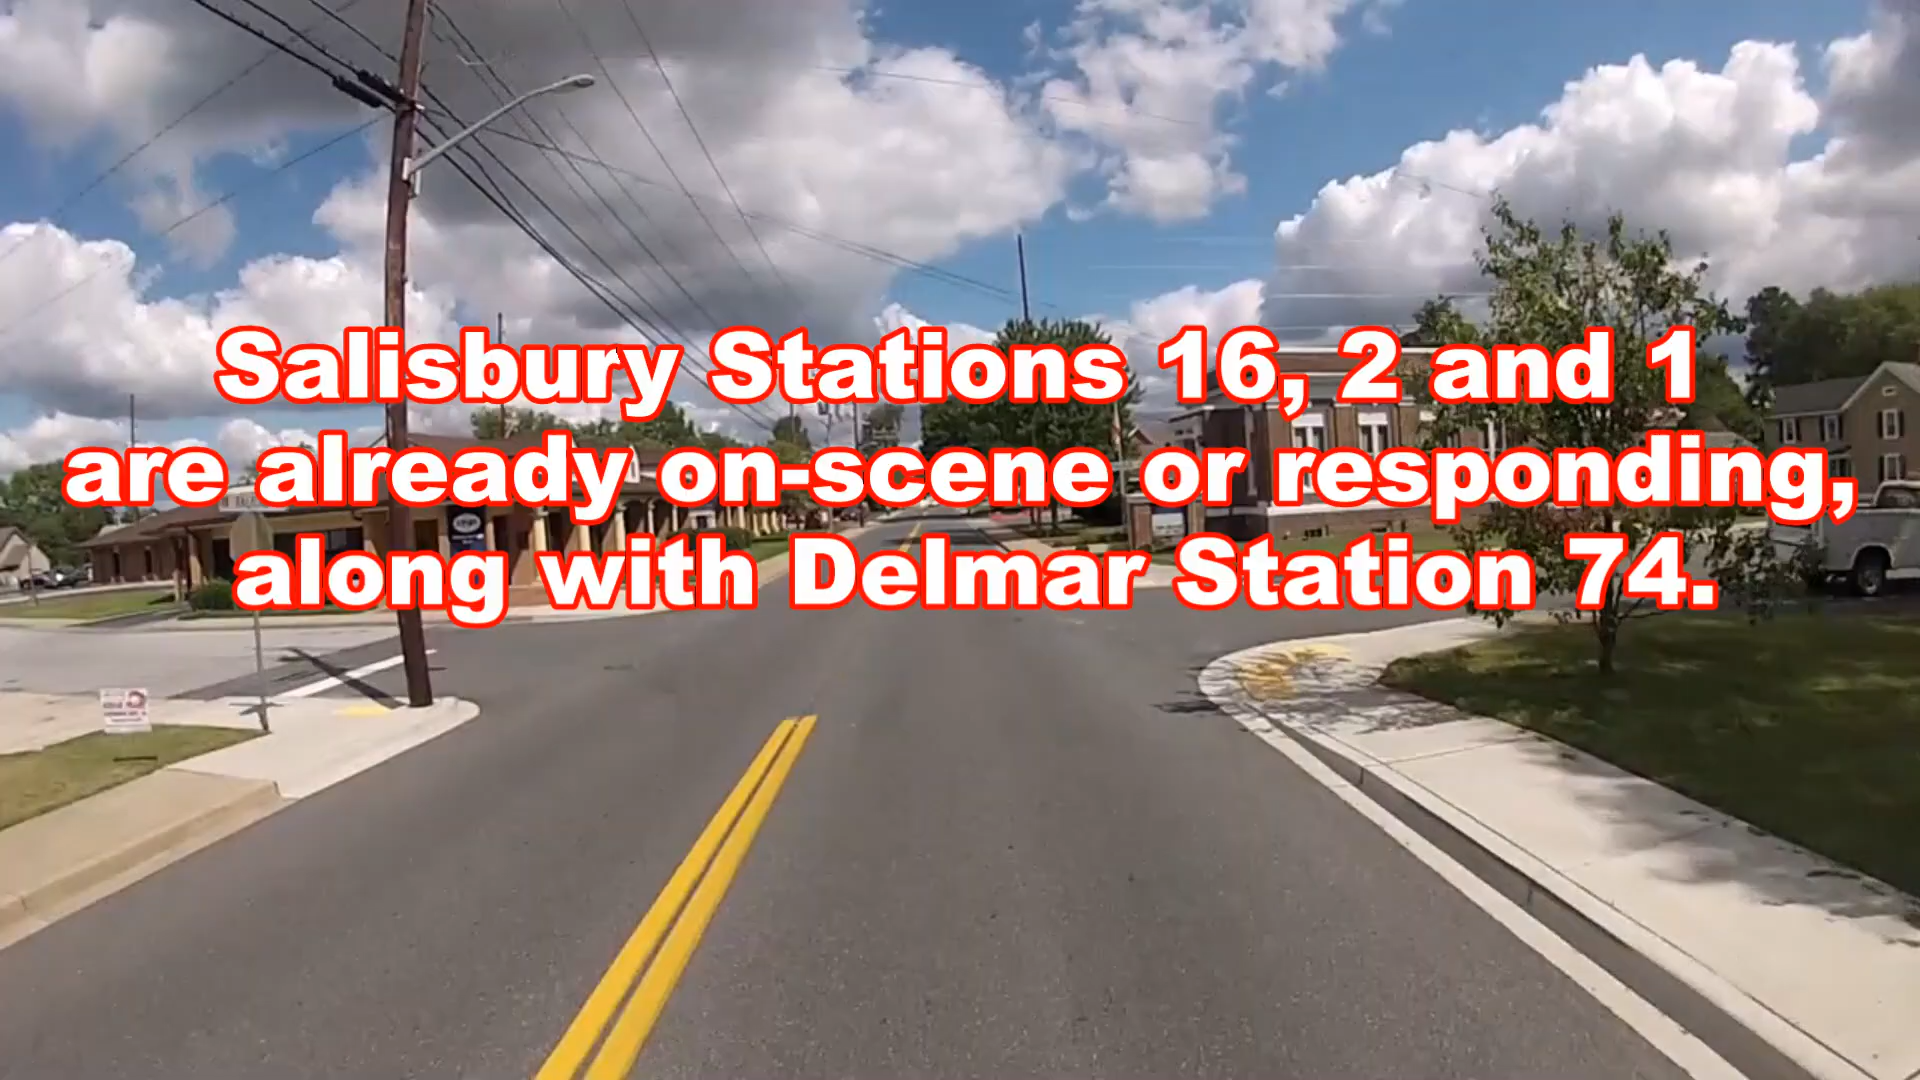 Salisbury Stations 16, 2 and 1
are already on-scene or responding,
along with Delmar Station 74.